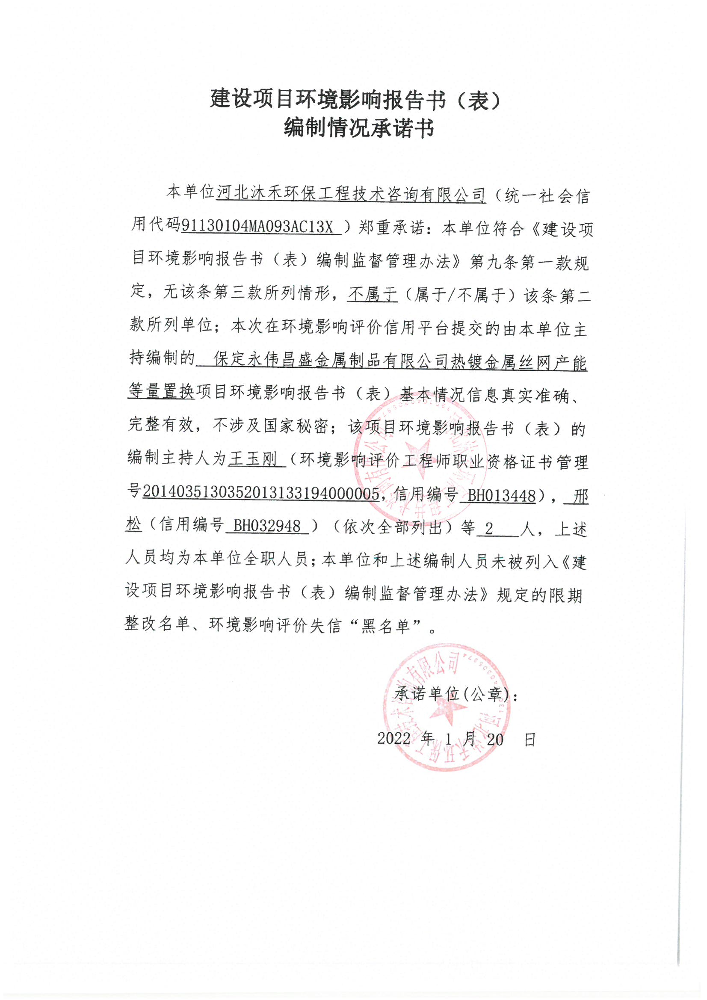 建设项目环境影响报告书（表）
编制情况承诺书
本单位河北沐禾环保工程技术咨询有限公司（统一社会信
用代码91130104MA093AC13X ）郑重承诺：本单位符合《建设项
目环境影响报告书（表）编制监督管理办法》第九条第一款规
定，无该条第三款所列情形，不属于（属于/不属于）该条第二
款所列单位；本次在环境影响评价信用平台提交的由本单位主
持编制的 保定永伟昌盛金属制品有限公司热镀金属丝网产能
等量置换项目环境影响报告书（表）基本情况信息真实准确、
完整有效，不涉及国家秘密；该项目环境影响报告书（表）的
编制主持人为王玉刚 （环境影响评价工程师职业资格证书管理
号2014035130352013133194000005，信用编号 BH013448），邢
松（信用编号 BH032948 ）（依次全部列出）等 2 人，上述
人员均为本单位全职人员；本单位和上述编制人员未被列入《建
设项目环境影响报告书（表）编制监督管理办法》规定的限期
整改名单、环境影响评价失信“黑名单”。
承诺单位(公章)：
2022 年 1 月 20 日
河北沐禾环保工程技术咨询有限公司